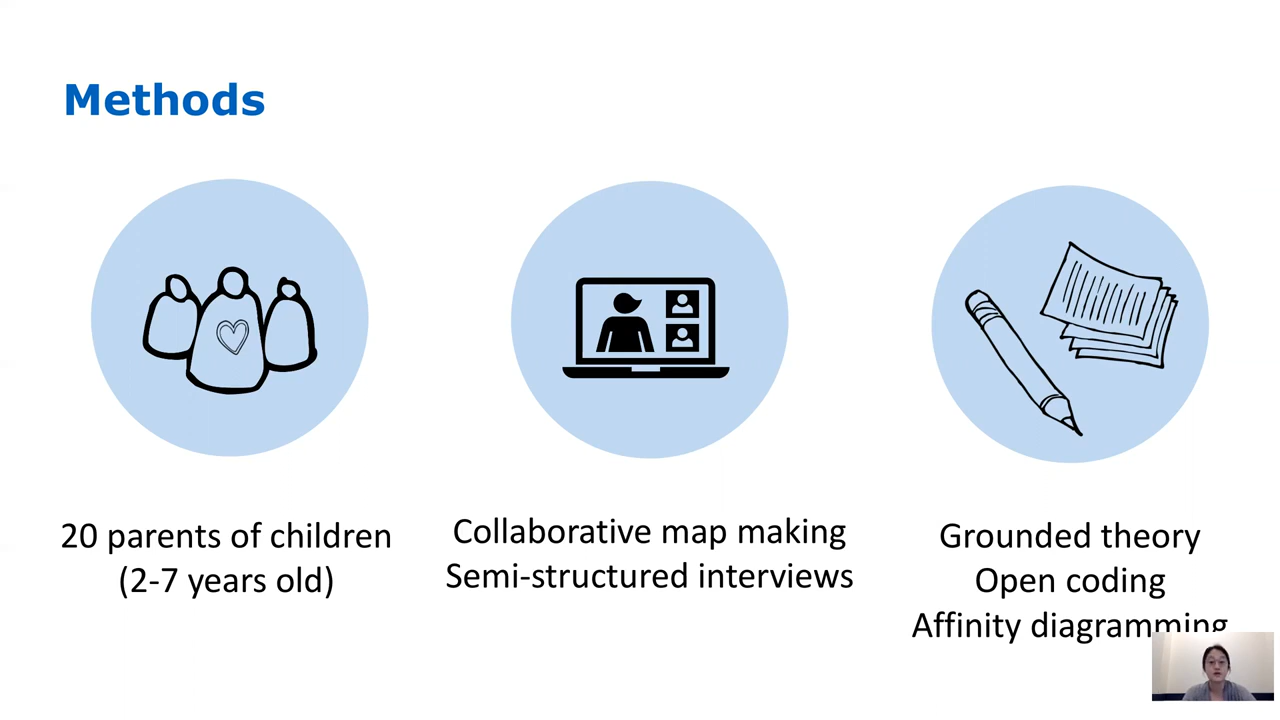 Methods
20 parents of children
(2-7 years old)
Collaborative map making
Semi-structured interviews
Grounded theory
Open coding
Affinity diagramming